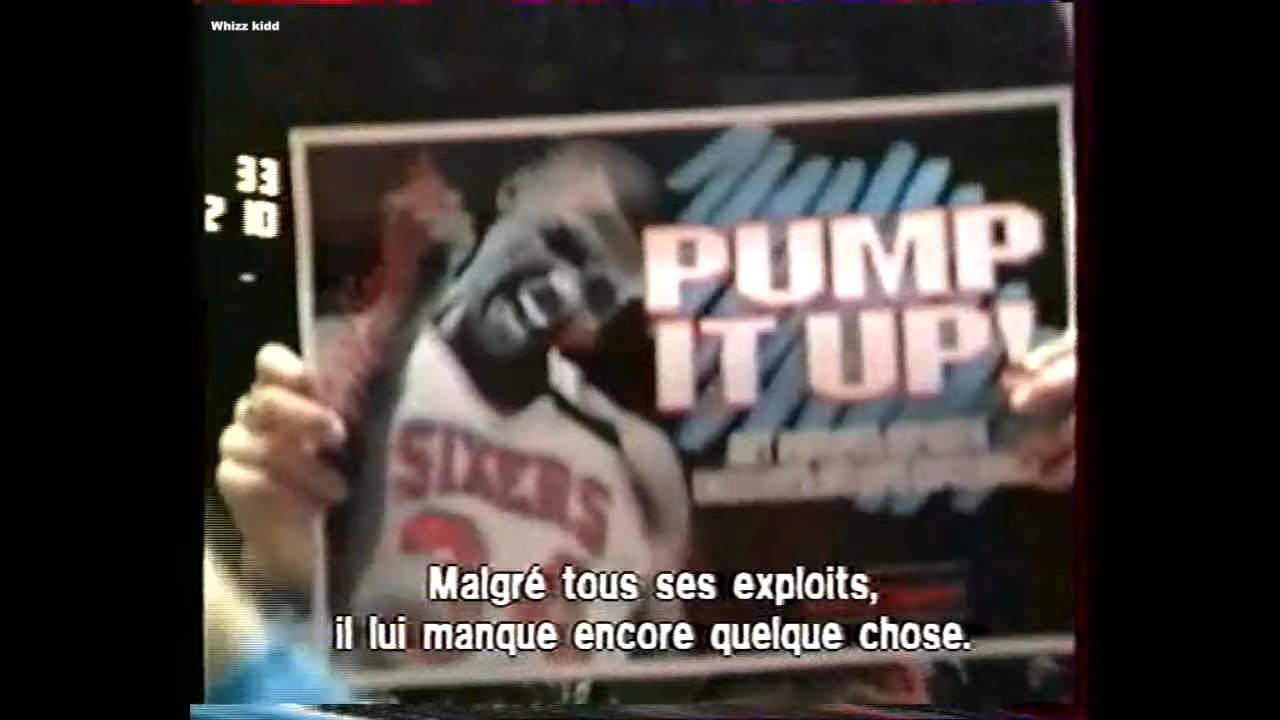 Whizz kidd
33
2 10
PUMP
IT UP!
SIXERS
34
Malgré tous ses exploits,
il lui manque encore quelque chose.